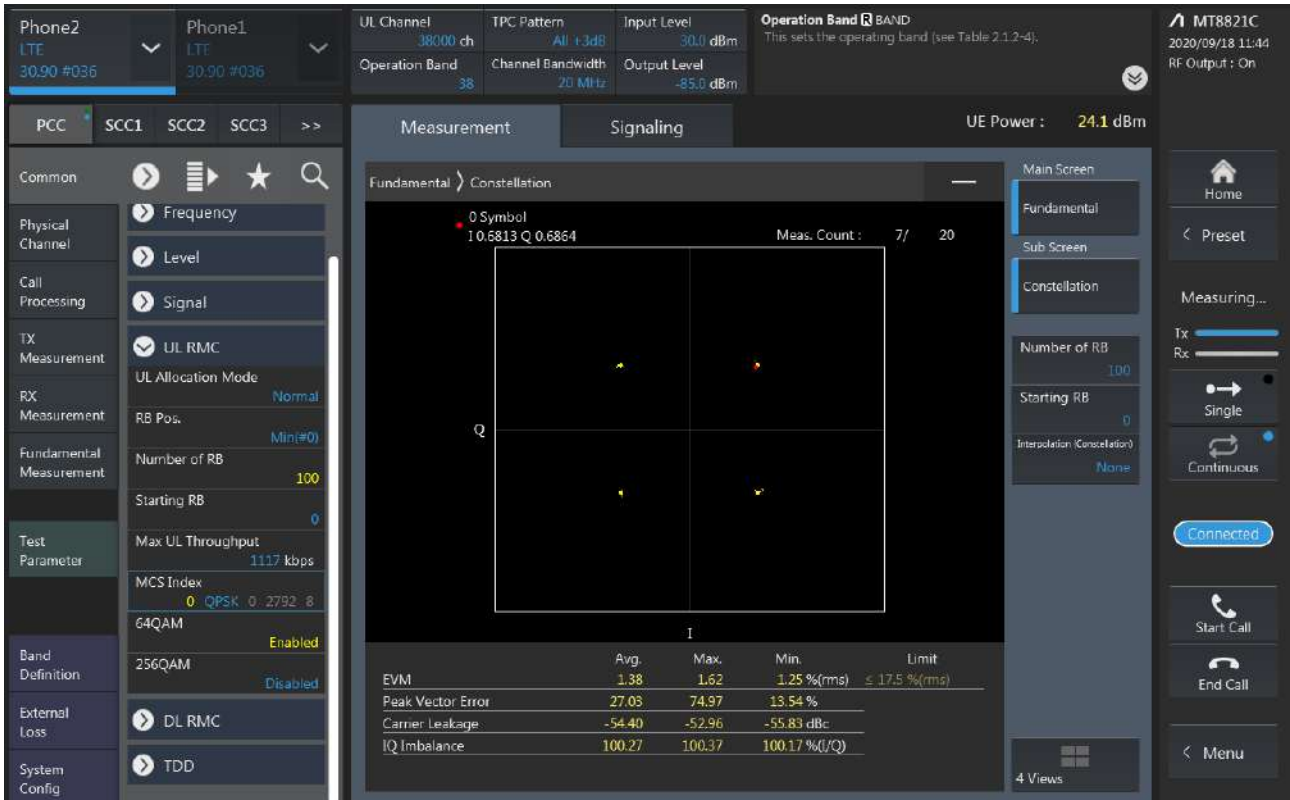 Phone2
LTE
30.90 #036
Phone1
LTE
30.90 #036
UL Channel
38000 ch
TPC Pattern
All +3dB
Input Level
30.0 dBm
Operation Band
38
Channel Bandwidth
20 MHz
Output Level
-85.0 dBm
Operation Band R BAND
This sets the operating band (see Table 2.1.2-4).
MT8821C
2020/09/18 11:44
RF Output : On
PCC SCC1 SCC2 SCC3 >>
Measurement
Signaling
UE Power : 24.1 dBm
Common
Physical
Channel
Call
Processing
TX
Measurement
RX
Measurement
Fundamental
Measurement
Test
Parameter
Band
Definition
External
Loss
System
Config
Frequency
Level
Signal
UL RMC
UL Allocation Mode
Normal
RB Pos.
Min(#0)
Number of RB
100
Starting RB
0
Max UL Throughput
1117 kbps
MCS Index
0 QPSK 0 2792 8
64QAM
Enabled
256QAM
Disabled
DL RMC
TDD
Fundamental ⟩ Constellation
0 Symbol
I 0.6813 Q 0.6864
Meas. Count : 7/ 20
Q
I
Avg. Max. Min. Limit
EVM 1.38 1.62 1.25 %(rms) ≤ 17.5 %(rms)
Peak Vector Error 27.03 74.97 13.54 %
Carrier Leakage -54.40 -52.96 -55.83 dBc
IQ Imbalance 100.27 100.37 100.17 %(I/Q)
Main Screen
Fundamental
Sub Screen
Constellation
Number of RB
100
Starting RB
0
Interpolation (Constellation)
None
4 Views
Home
< Preset
Measuring...
Tx
Rx
Single
Continuous
Connected
Start Call
End Call
< Menu